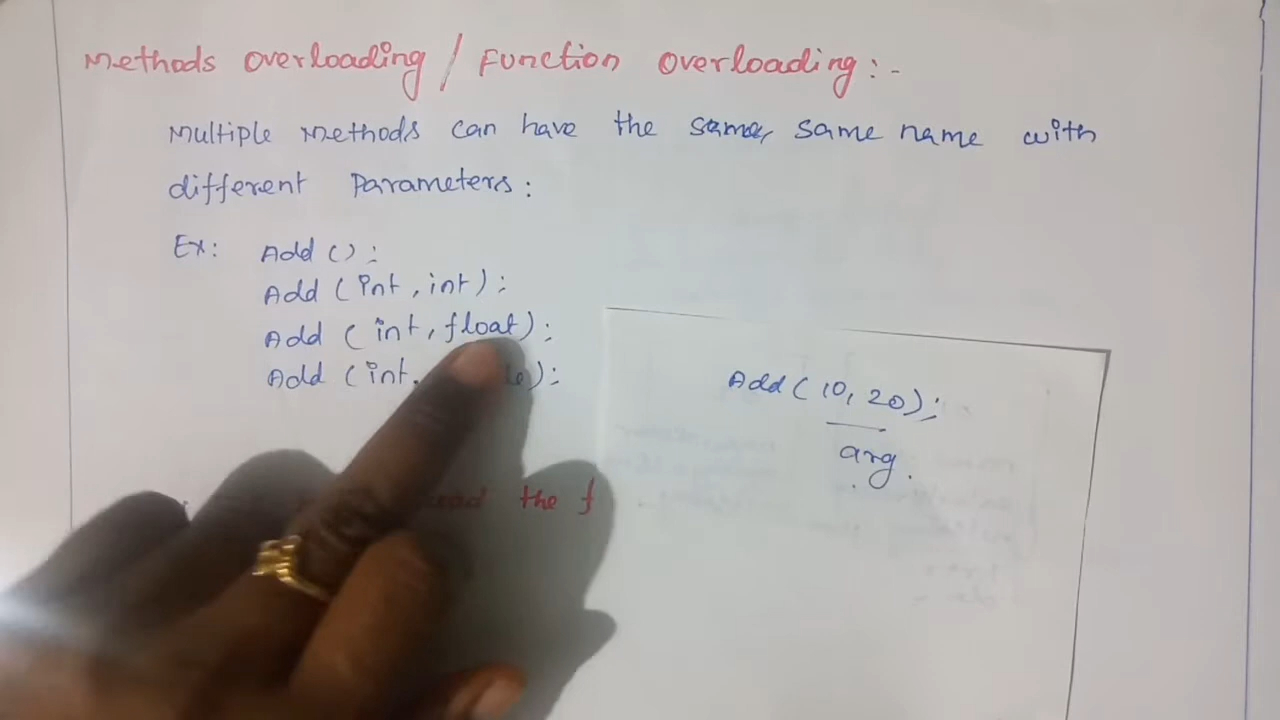 Methods overloading / Function overloading:-
Multiple Methods can have the same, same name with
different Parameters:
Ex: Add ();
Add (int, int);
Add (int, float);
Add (int,
Add (10, 20);
arg.
the f